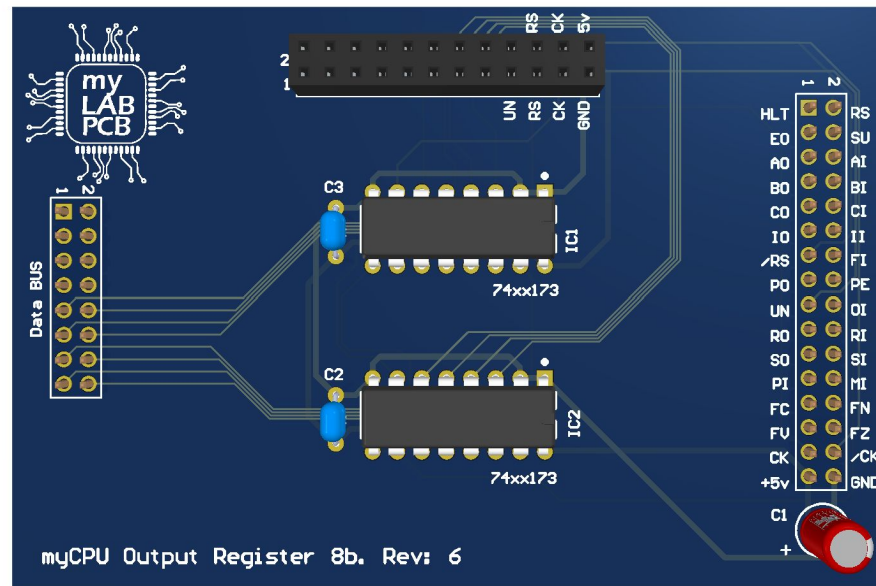 my
LAB
PCB
RS CK 5v
2
1
UN RS CK GND
1 2
Data BUS
C3
IC1
74xx173
C2
IC2
74xx173
1 2
HLT RS
EO SU
AO AI
BO BI
CO CI
IO II
/RS FI
PO PE
UN OI
RO RI
SO SI
PI MI
FC FN
FV FZ
CK /CK
+5v GND
C1
+
myCPU Output Register 8b. Rev: 6